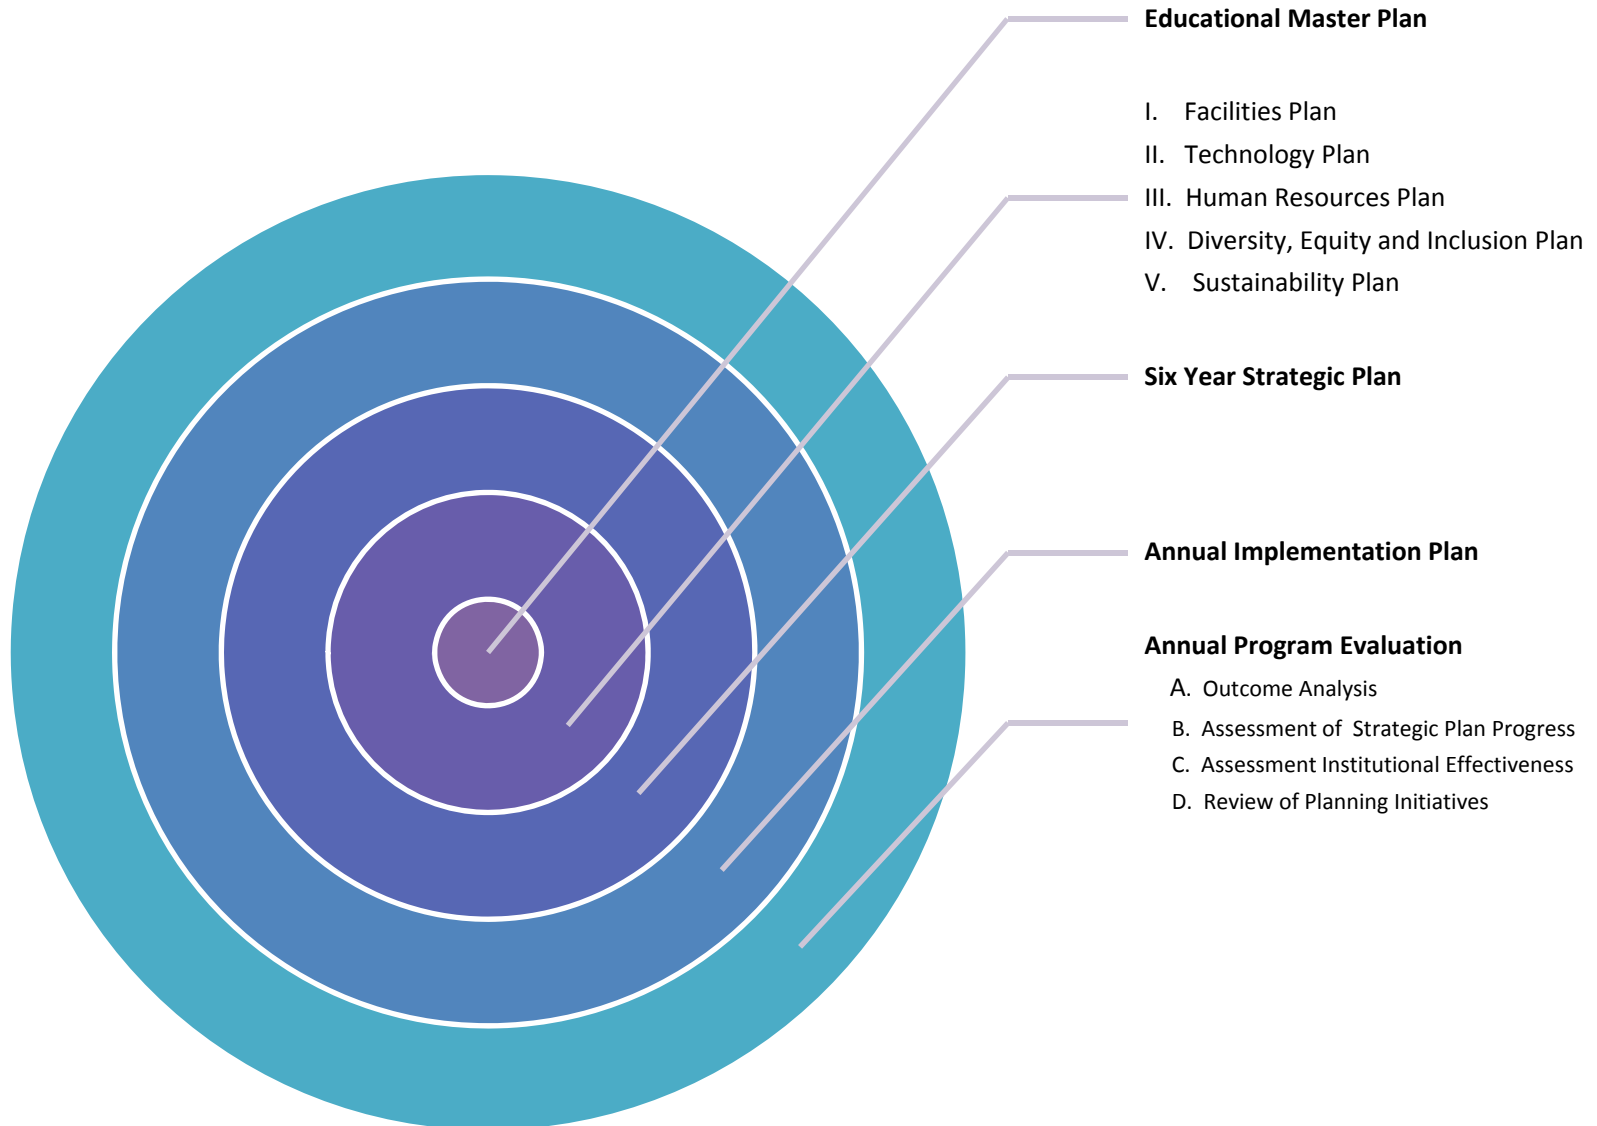 Educational Master Plan
I. Facilities Plan
II. Technology Plan
III. Human Resources Plan
IV. Diversity, Equity and Inclusion Plan
V. Sustainability Plan
Six Year Strategic Plan
Annual Implementation Plan
Annual Program Evaluation
A. Outcome Analysis
B. Assessment of Strategic Plan Progress
C. Assessment Institutional Effectiveness
D. Review of Planning Initiatives